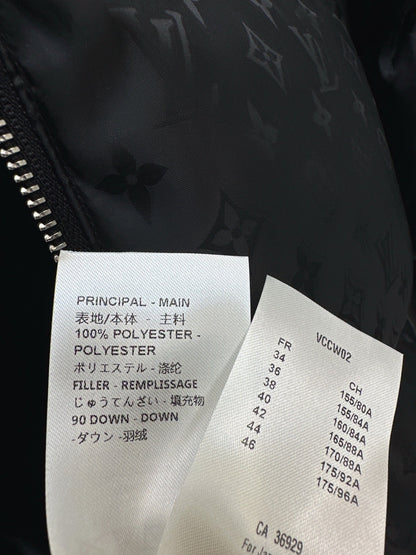 PRINCIPAL - MAIN
表地/本体 - 主料
100% POLYESTER -
POLYESTER
ポリエステル - 涤纶
FILLER - REMPLISSAGE
じゅうてんざい - 填充物
90 DOWN - DOWN
-ダウン -羽绒
VCCW02
FR CH
34 155/80A
36 155/84A
38 160/84A
40 165/88A
42 170/88A
44 175/92A
46 175/96A
CA 36929